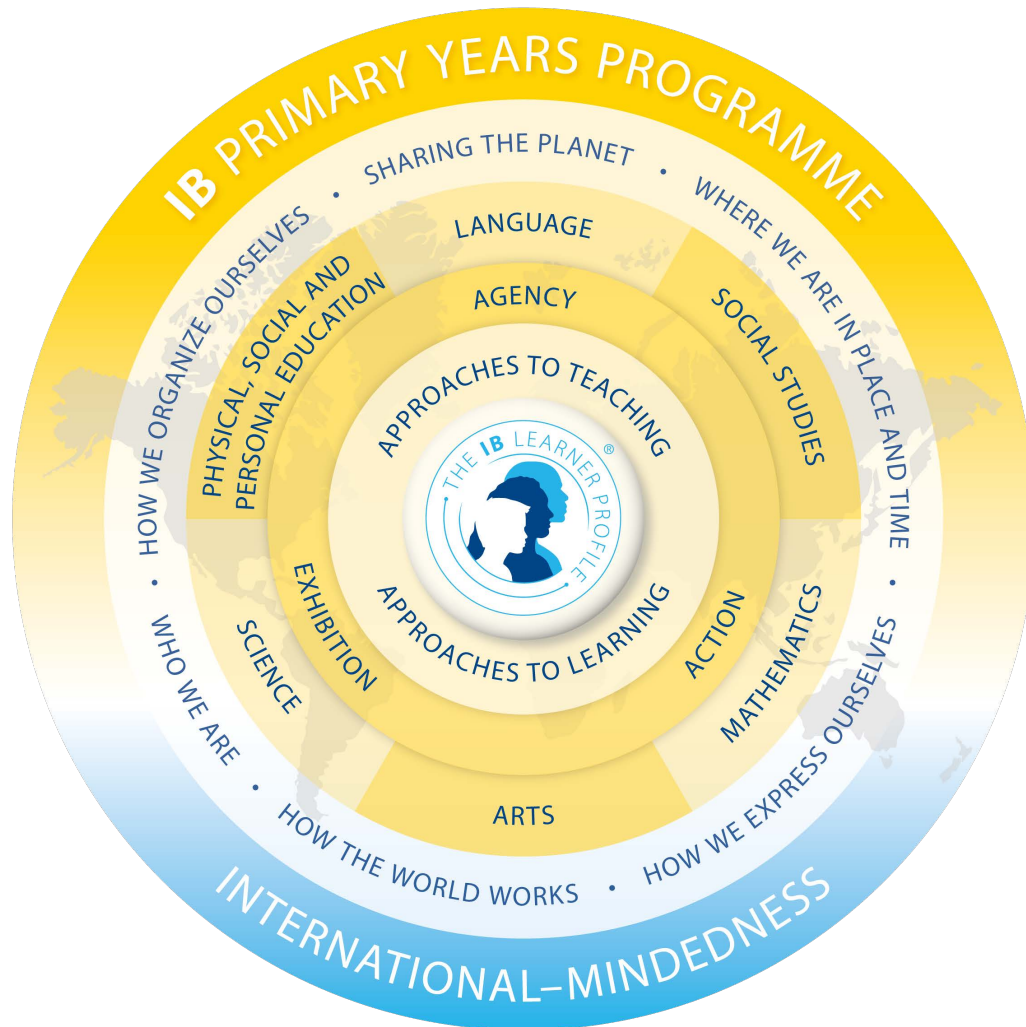 IB PRIMARY YEARS PROGRAMME
SHARING THE PLANET
•
WHERE WE ARE IN PLACE AND TIME
•
HOW WE EXPRESS OURSELVES
•
HOW THE WORLD WORKS
•
WHO WE ARE
•
HOW WE ORGANIZE OURSELVES
•
LANGUAGE
SOCIAL STUDIES
MATHEMATICS
ARTS
SCIENCE
PHYSICAL, SOCIAL AND
PERSONAL EDUCATION
AGENCY
ACTION
EXHIBITION
APPROACHES TO TEACHING
APPROACHES TO LEARNING
THE IB LEARNER PROFILE ®
INTERNATIONAL–MINDEDNESS